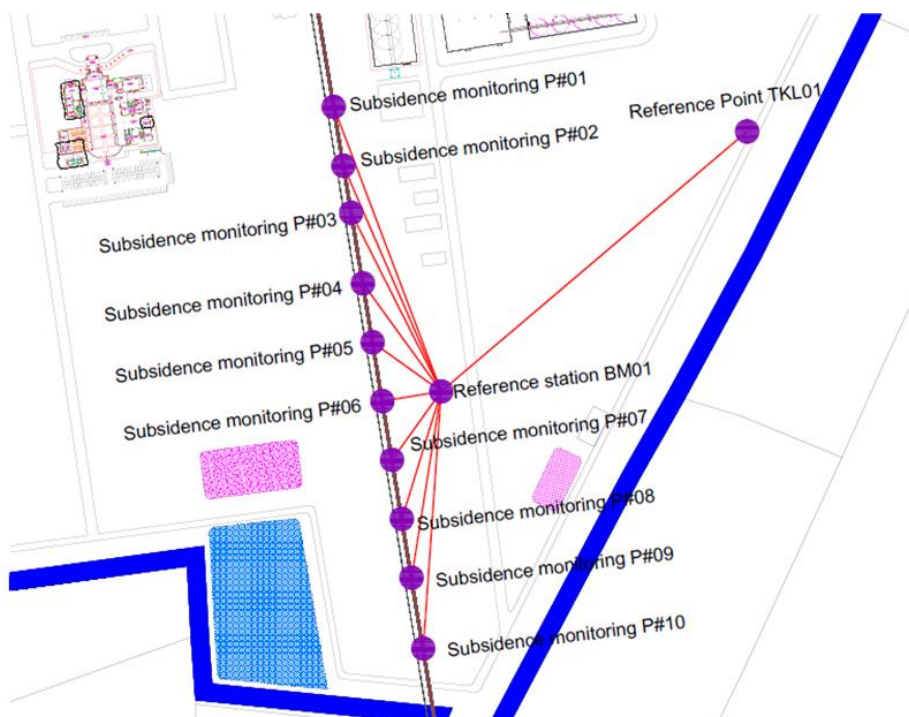 Subsidence monitoring P#01
Reference Point TKL01
Subsidence monitoring P#02
Subsidence monitoring P#03
Subsidence monitoring P#04
Subsidence monitoring P#05
Reference station BM01
Subsidence monitoring P#06
Subsidence monitoring P#07
Subsidence monitoring P#08
Subsidence monitoring P#09
Subsidence monitoring P#10